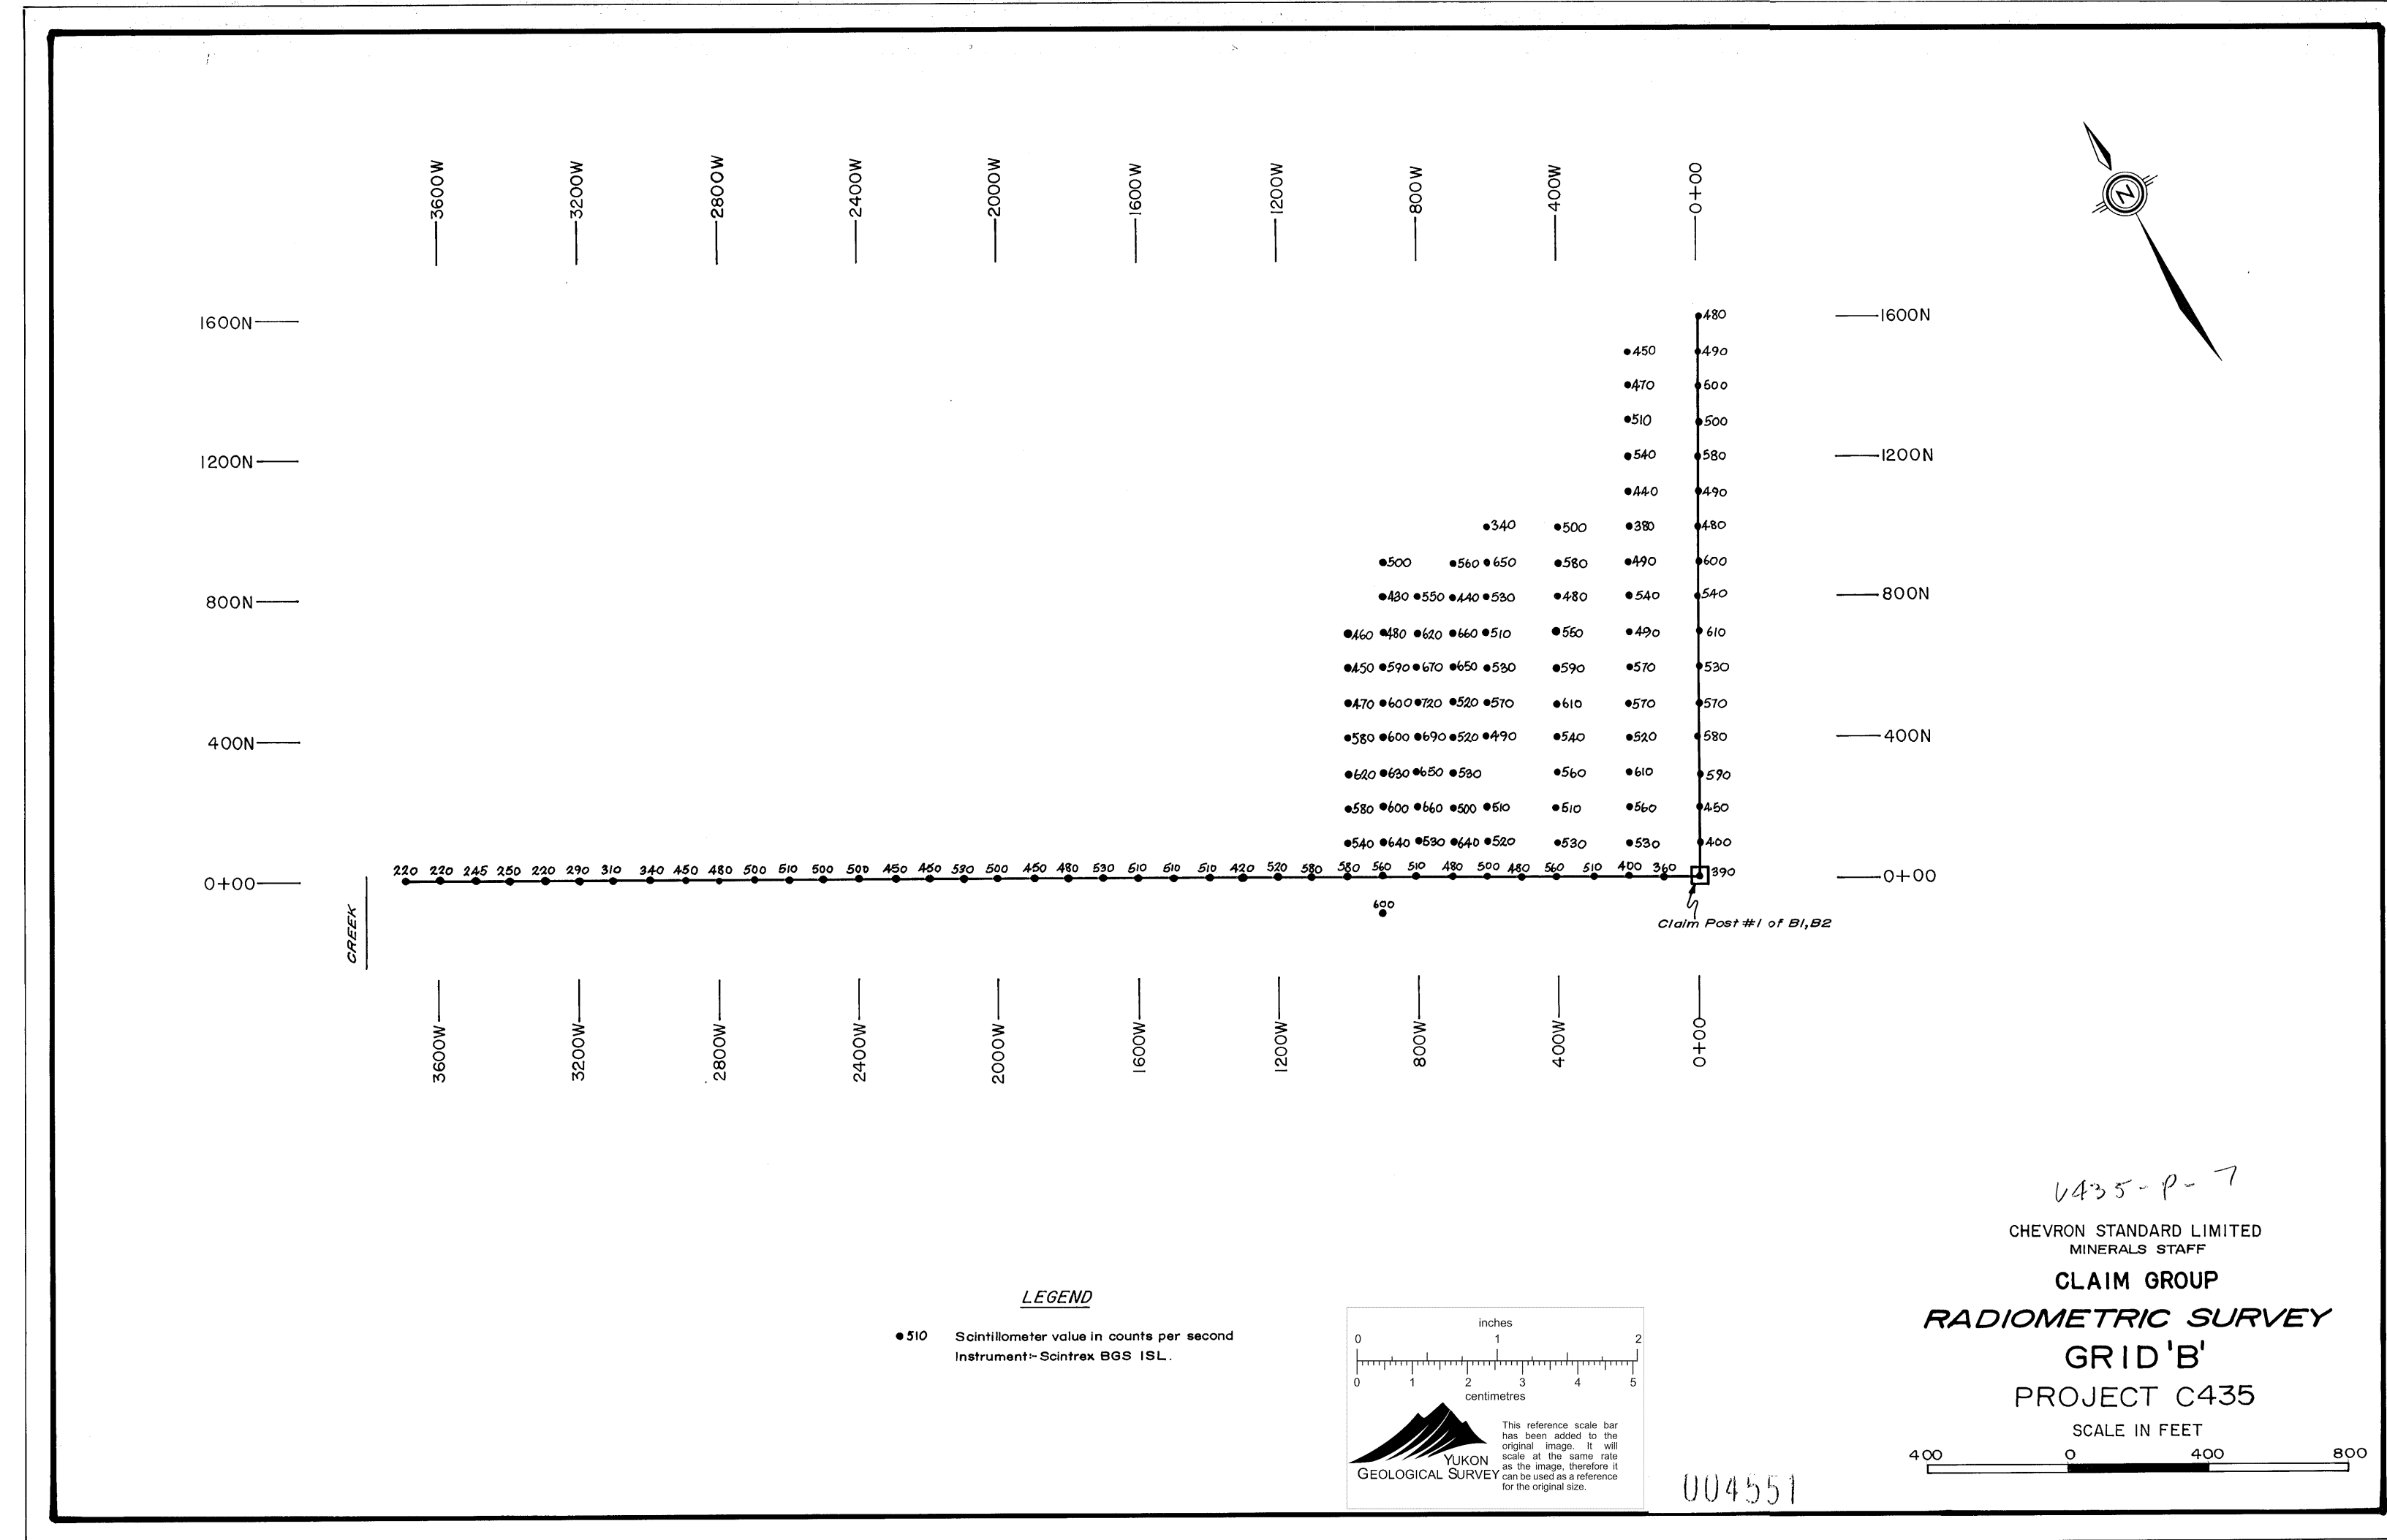 3600W 3200W 2800W 2400W 2000W 1600W 1200W 800W 400W 0+00
N
1600N 480 1600N
450 490
470 600
510 500
1200N 540 580 1200N
440 490
340 500 380 480
500 560 650 580 490 600
800N 430 550 440 530 480 540 540 800N
460 480 620 660 510 550 490 610
450 590 670 650 530 590 570 530
470 600 720 520 570 610 570 570
400N 580 600 690 520 490 540 520 580 400N
620 630 650 530 560 610 590
580 600 660 500 510 510 560 450
540 640 530 640 520 530 530 400
0+00 220 220 245 250 220 290 310 340 450 480 500 510 500 500 450 460 530 500 450 480 530 510 510 510 420 520 580 580 560 510 480 500 480 560 510 400 360 390 0+00
600
CREEK
Claim Post #1 of B1,B2
3600W 3200W 2800W 2400W 2000W 1600W 1200W 800W 400W 0+00
V435-P-7
CHEVRON STANDARD LIMITED
MINERALS STAFF
CLAIM GROUP
RADIOMETRIC SURVEY
GRID 'B'
PROJECT C435
SCALE IN FEET
400 0 400 800
LEGEND
510 Scintillometer value in counts per second
Instrument:- Scintrex BGS ISL.
inches
0 1 2
0 1 2 3 4 5
centimetres
YUKON
GEOLOGICAL SURVEY
This reference scale bar
has been added to the
original image. It will
scale at the same rate
as the image, therefore it
can be used as a reference
for the original size.
004551